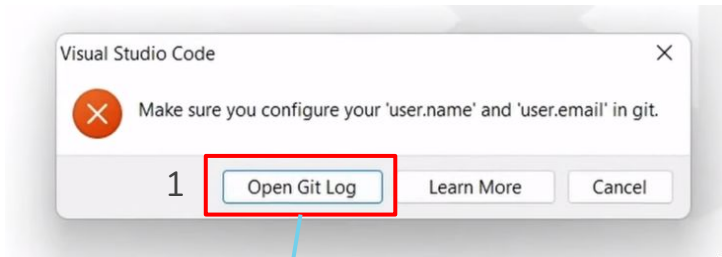 Visual Studio Code
Make sure you configure your 'user.name' and 'user.email' in git.
1 Open Git Log Learn More Cancel